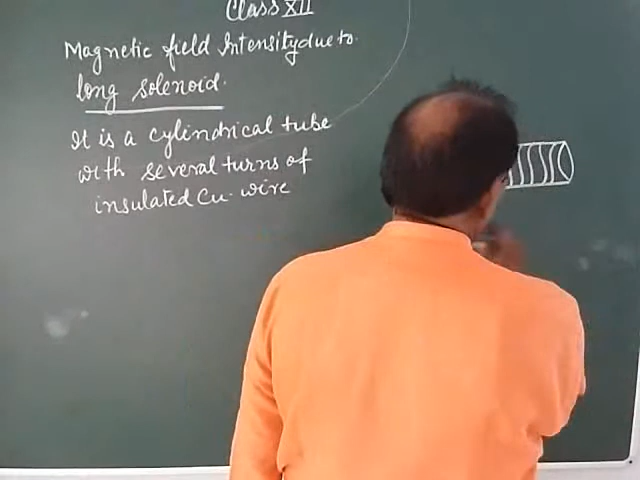 Class XII
Magnetic field Intensity due to
long solenoid.
It is a cylindrical tube
with several turns of
insulated Cu. wire